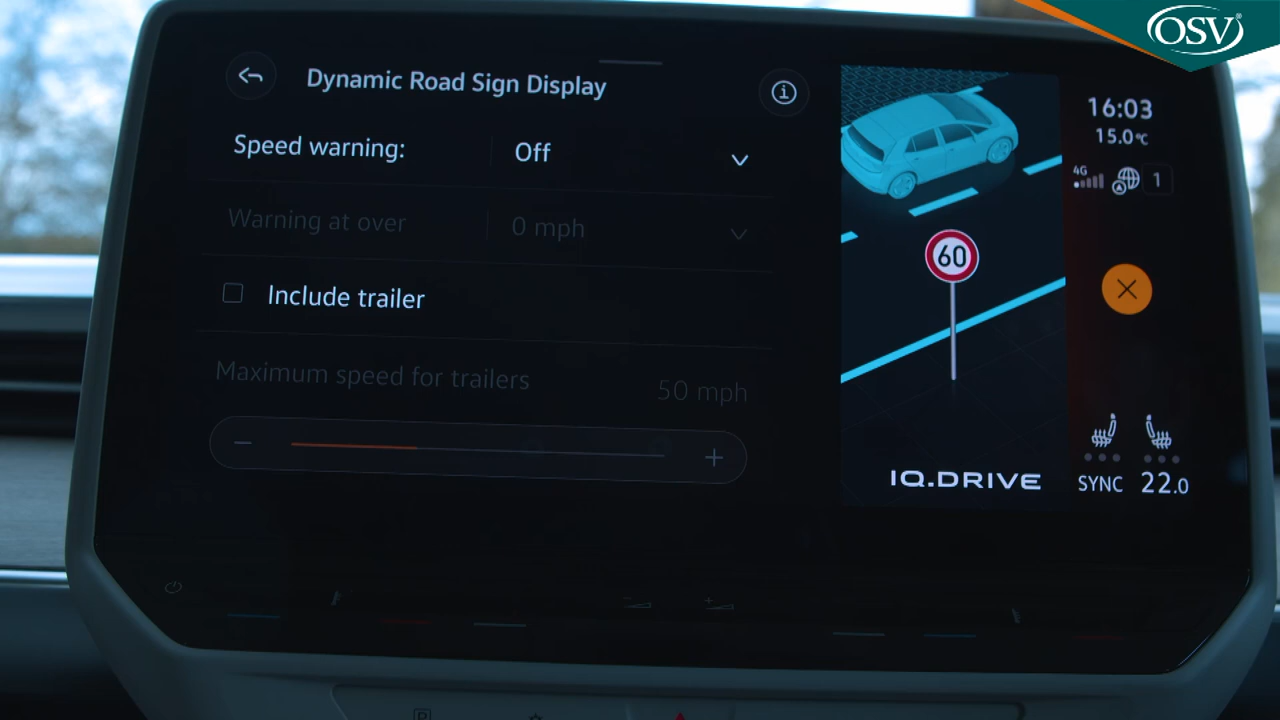 OSV®
Dynamic Road Sign Display
Speed warning: Off
Warning at over 0 mph
Include trailer
Maximum speed for trailers 50 mph
60
IQ.DRIVE
16:03
15.0°C
4G
1
SYNC 22.0
P